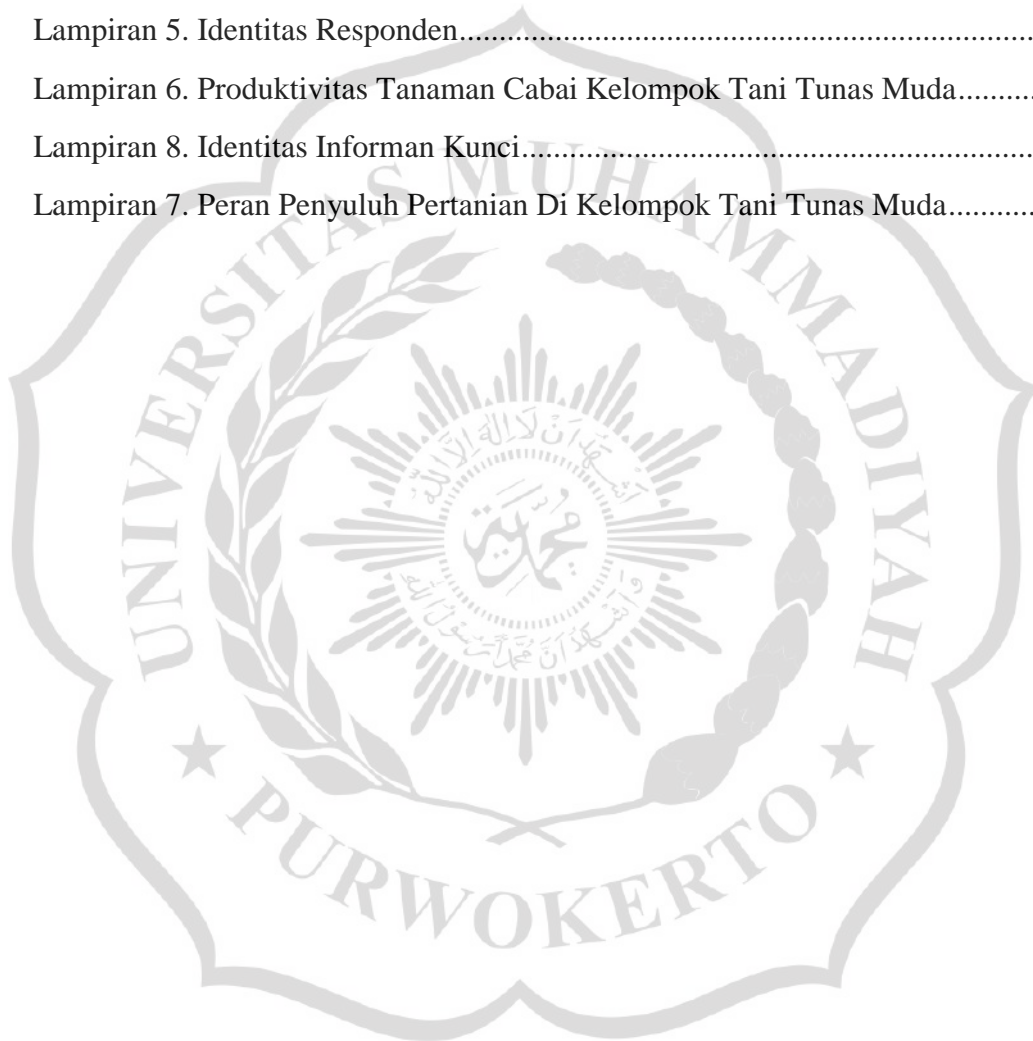 Lampiran 5. Identitas Responden.......................................................................
Lampiran 6. Produktivitas Tanaman Cabai Kelompok Tani Tunas Muda..........
Lampiran 8. Identitas Informan Kunci...............................................................
Lampiran 7. Peran Penyuluh Pertanian Di Kelompok Tani Tunas Muda...........
UNIVERSITAS MUHAMMADIYAH
PURWOKERTO